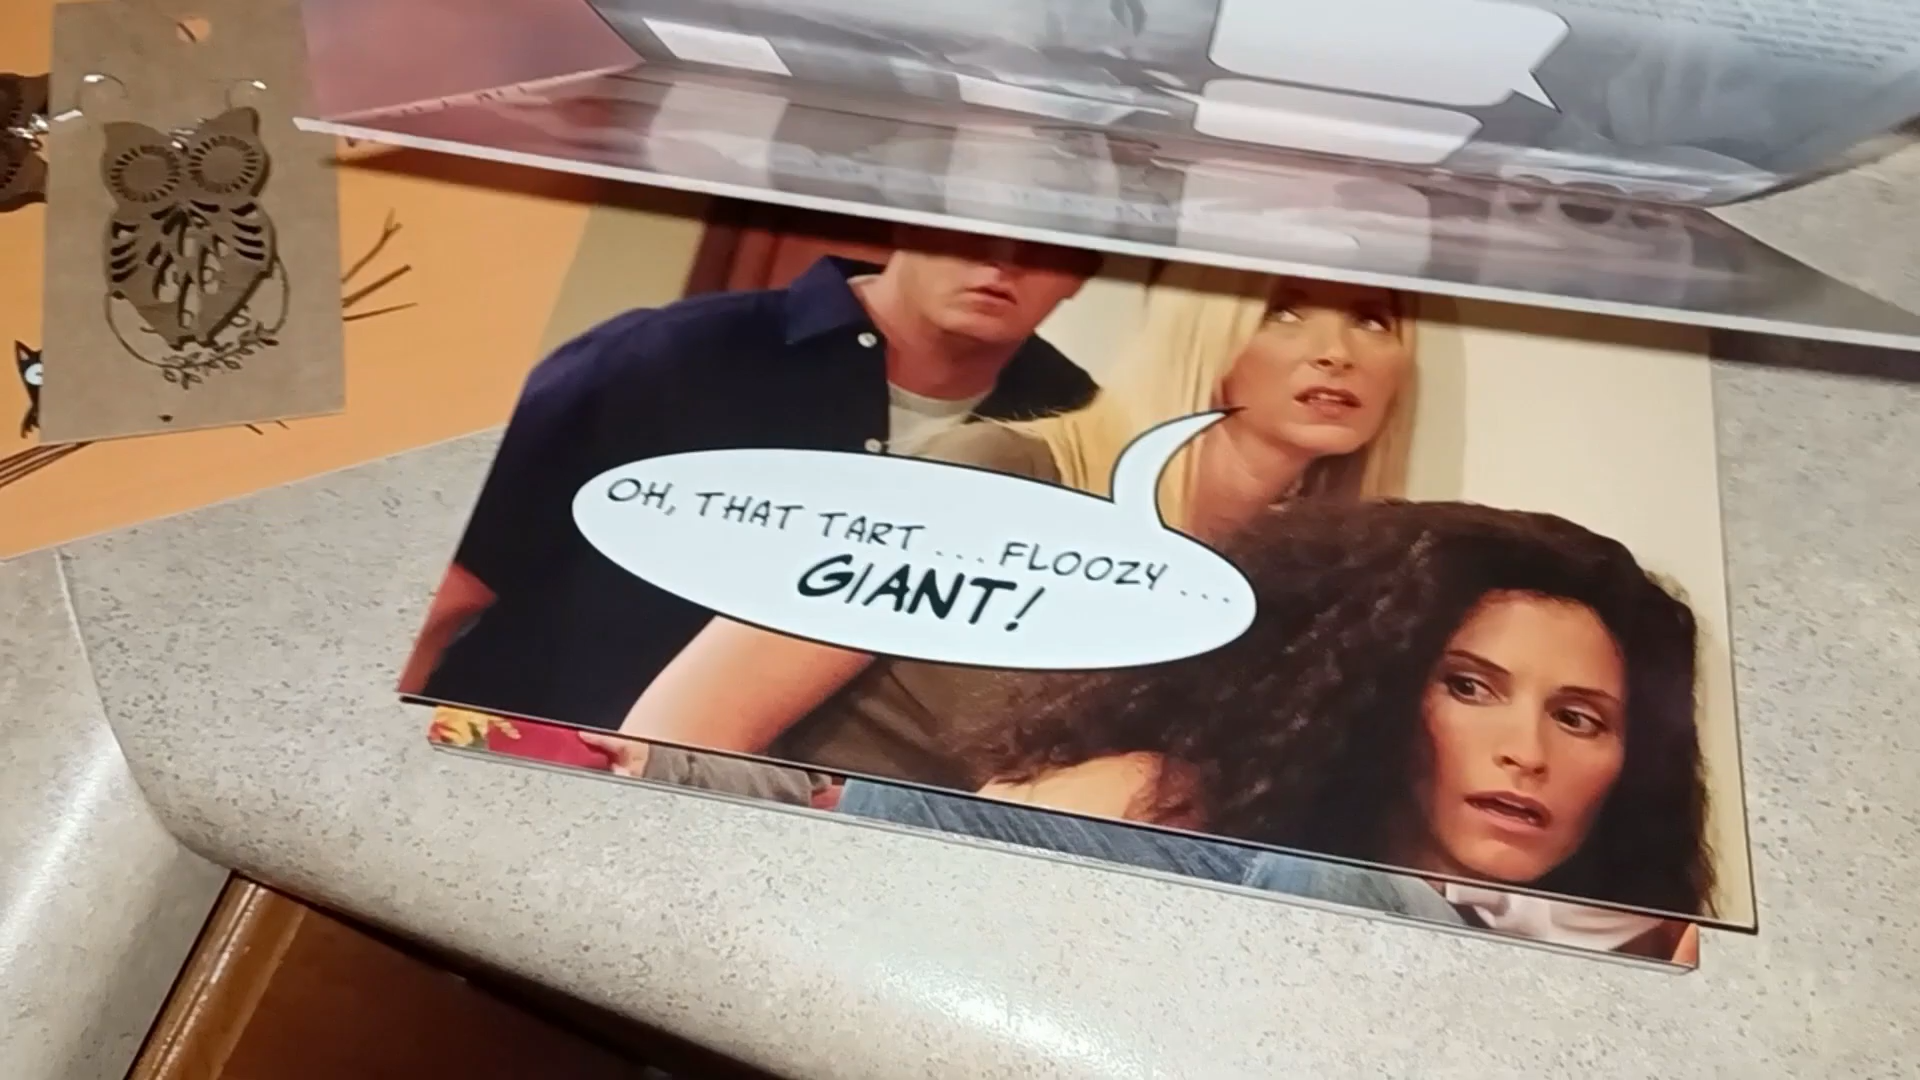 OH, THAT TART ... FLOOZY ...
GIANT!